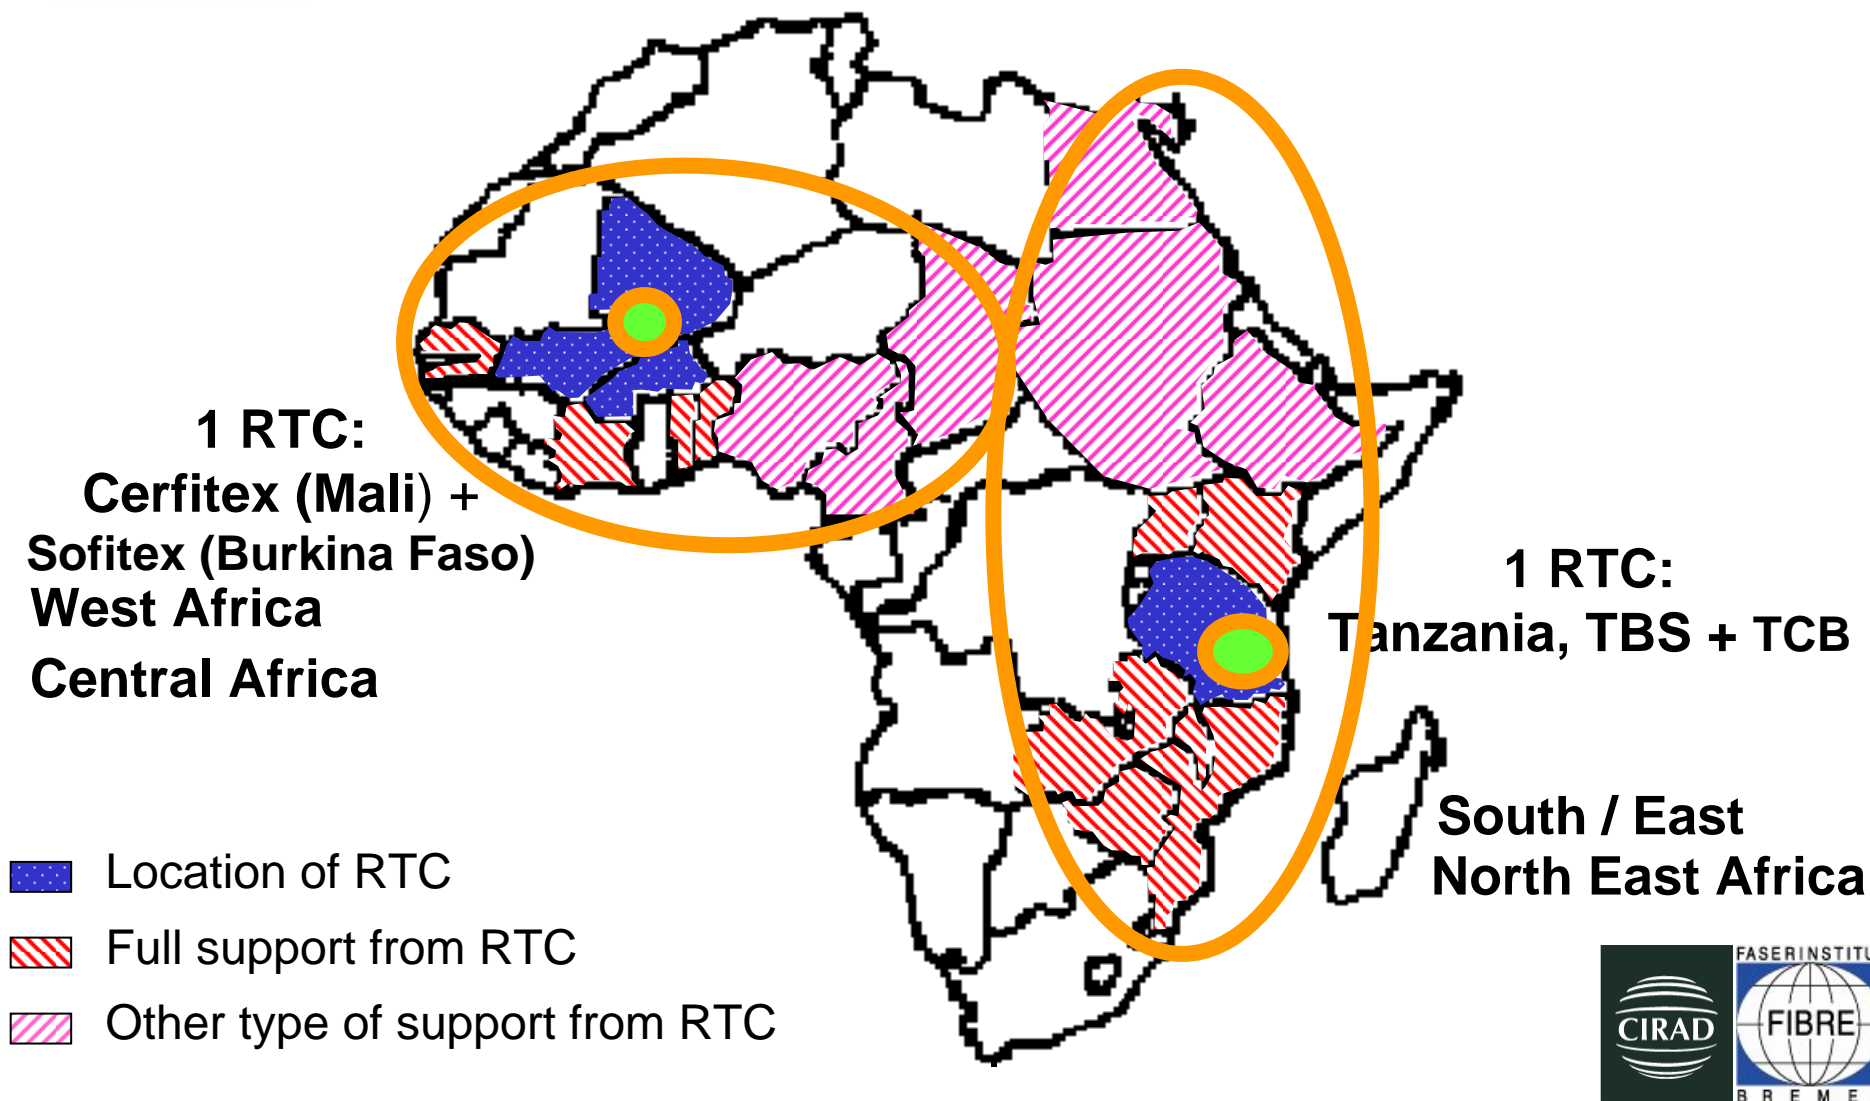 1 RTC:
Cerfitex (Mali) +
Sofitex (Burkina Faso)
West Africa
Central Africa
1 RTC:
Tanzania, TBS + TCB
South / East
North East Africa
Location of RTC
Full support from RTC
Other type of support from RTC
CIRAD
FASERINSTITU
FIBRE
BREME